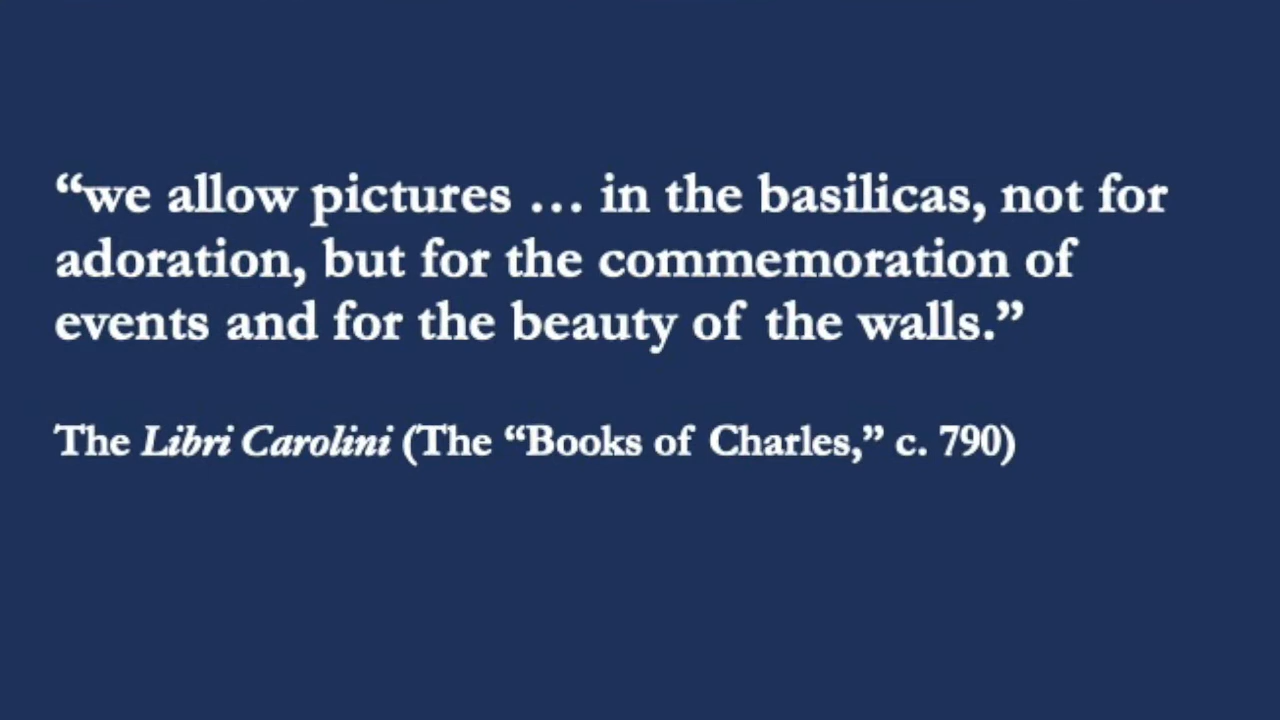 “we allow pictures … in the basilicas, not for
adoration, but for the commemoration of
events and for the beauty of the walls.”
The Libri Carolini (The “Books of Charles,” c. 790)